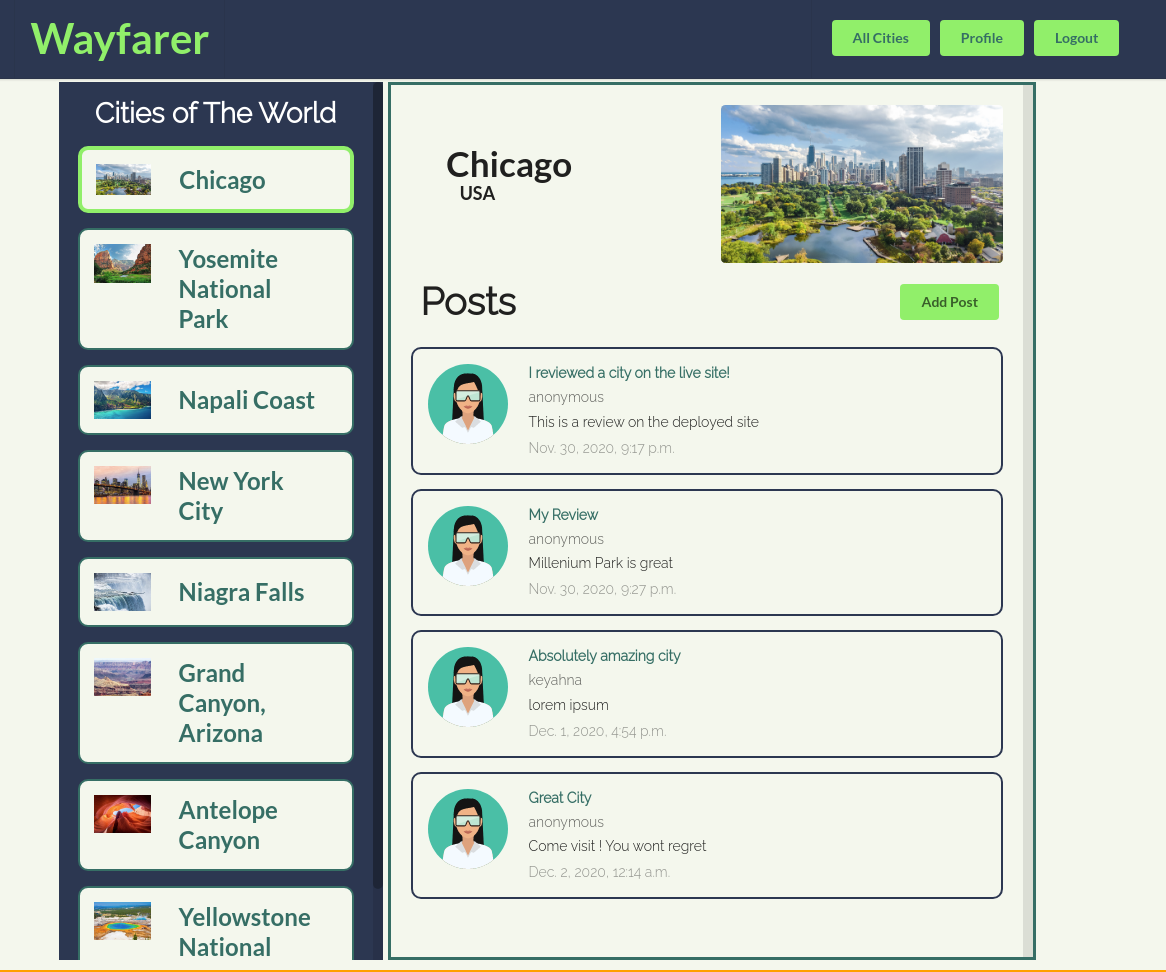 Wayfarer
All Cities
Profile
Logout
Cities of The World
Chicago
Yosemite
National
Park
Napali Coast
New York
City
Niagra Falls
Grand
Canyon,
Arizona
Antelope
Canyon
Yellowstone
National
Chicago
USA
Posts
Add Post
I reviewed a city on the live site!
anonymous
This is a review on the deployed site
Nov. 30, 2020, 9:17 p.m.
My Review
anonymous
Millenium Park is great
Nov. 30, 2020, 9:27 p.m.
Absolutely amazing city
keyahna
lorem ipsum
Dec. 1, 2020, 4:54 p.m.
Great City
anonymous
Come visit ! You wont regret
Dec. 2, 2020, 12:14 a.m.